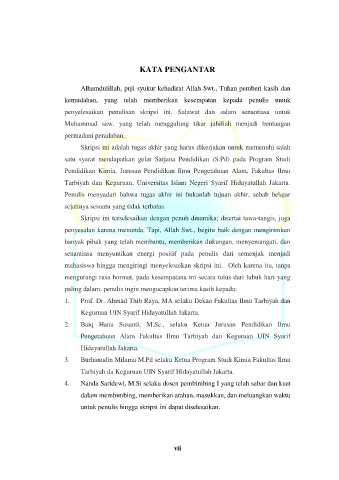 KATA PENGANTAR
Alhamdulillah, puji syukur kehadirat Allah Swt., Tuhan pemberi kasih dan
kemudahan, yang telah memberikan kesempatan kepada penulis untuk
penyelesaikan penulisan skripsi ini. Salawat dan salam senantiasa untuk
Muhammad saw. yang telah menggulung tikar jahiliah menjadi bentangan
permadani peradaban.
Skripsi ini adalah tugas akhir yang harus dikerjakan untuk memenuhi salah
satu syarat mendapatkan gelar Sarjana Pendidikan (S.Pd) pada Program Studi
Pendidikan Kimia, Jurusan Pendidikan Ilmu Pengetahuan Alam, Fakultas Ilmu
Tarbiyah dan Keguruan, Universitas Islam Negeri Syarif Hidayatullah Jakarta.
Penulis menyadari bahwa tugas akhir ini bukanlah tujuan akhir, sebab belajar
sejatinya sesuatu yang tidak terbatas.
Skripsi ini terselesaikan dengan penuh dinamika; disertai tawa-tangis, juga
penyesalan karena menunda. Tapi, Allah Swt., begitu baik dengan mengirimkan
banyak pihak yang telah membantu, memberikan dukungan, menyemangati, dan
senantiasa menyuntikan energi positif pada penulis dari semenjak menjadi
mahasiswa hingga mengiringi menyelesaikan skripsi ini. Oleh karena itu, tanpa
mengurangi rasa hormat, pada kesempatana ini secara tulus dari lubuk hari yang
paling dalam, penulis ingin mengucapkan terima kasih kepada:
1. Prof. Dr. Ahmad Thib Raya, MA selaku Dekan Fakultas Ilmu Tarbiyah dan
Keguruan UIN Syarif Hidayatullah Jakarta.
2. Baiq Hana Susanti, M.Sc., selaku Ketua Jurusan Pendidikan Ilmu
Pengetahuan Alam Fakultas Ilmu Tarbiyah dan Keguruan UIN Syarif
Hidayatullah Jakarta.
3. Burhanudin Milama M.Pd selaku Ketua Program Studi Kimia Fakultas Ilmu
Tarbiyah da Keguruan UIN Syarif Hidayatullah Jakarta.
4. Nanda Saridewi, M.Si selaku dosen pembimbing I yang telah sabar dan kuat
dalam membimbing, memberikan arahan, masukkan, dan meluangkan waktu
untuk penulis hingga skripsi ini dapat diselesaikan.
vii